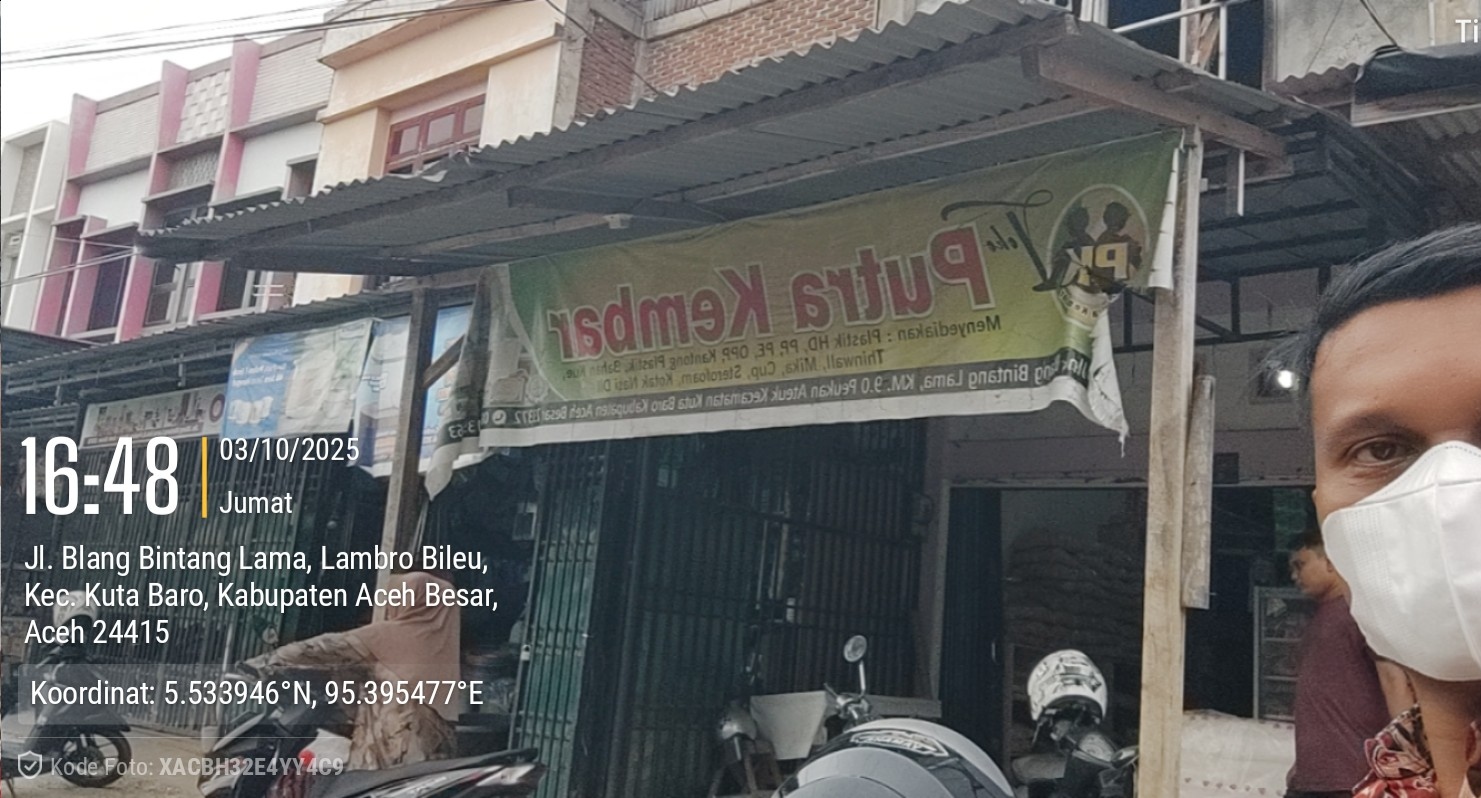 Ti
Toko
PK
Putra Kembar
Menyediakan : Plastik HD, PP, PE, OPP, Kantong Plastik,
Thinwall, Mika, Cup, Sterofoam, Kotak Nasi Dll
Bintang Lama, KM. 9.0 Peukan Ateuk Kecamatan Kuta Baro Kabupaten Aceh Besar
16:48
03/10/2025
Jumat
Jl. Blang Bintang Lama, Lambro Bileu,
Kec. Kuta Baro, Kabupaten Aceh Besar,
Aceh 24415
Koordinat: 5.533946°N, 95.395477°E
Kode Foto: XACBH32E4YY4C9